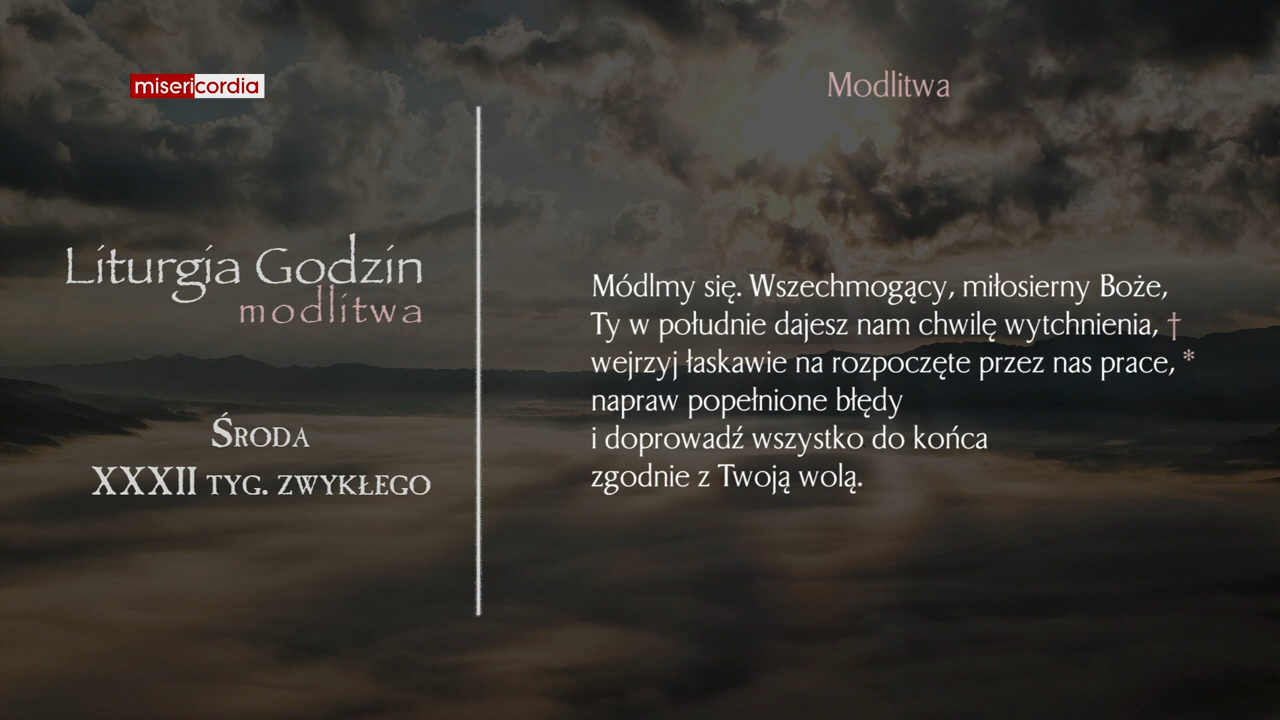 misericordia
Liturgia Godzin
modlitwa
Środa
XXXII tyg. zwykłego
Modlitwa
Módlmy się. Wszechmogący, miłosierny Boże,
Ty w południe dajesz nam chwilę wytchnienia, †
wejrzyj łaskawie na rozpoczęte przez nas prace, *
napraw popełnione błędy
i doprowadź wszystko do końca
zgodnie z Twoją wolą.